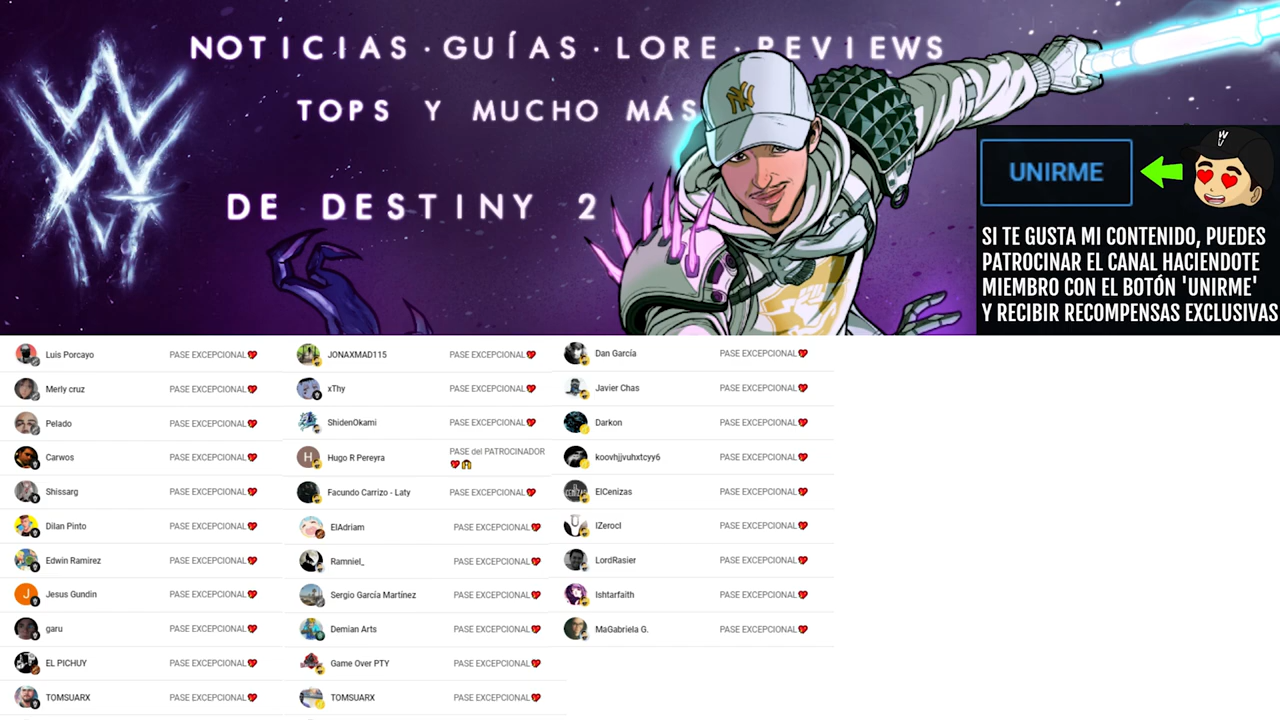 NOTICIAS · GUÍAS · LORE · REVIEWS
TOPS Y MUCHO MÁS
DE DESTINY 2
UNIRME
SI TE GUSTA MI CONTENIDO, PUEDES
PATROCINAR EL CANAL HACIENDOTE
MIEMBRO CON EL BOTÓN 'UNIRME'
Y RECIBIR RECOMPENSAS EXCLUSIVAS
Luis Porcayo PASE EXCEPCIONAL
Merly cruz PASE EXCEPCIONAL
Pelado PASE EXCEPCIONAL
Carwos PASE EXCEPCIONAL
Shissarg PASE EXCEPCIONAL
Dilan Pinto PASE EXCEPCIONAL
Edwin Ramirez PASE EXCEPCIONAL
J Jesus Gundin PASE EXCEPCIONAL
garu PASE EXCEPCIONAL
EL PICHUY PASE EXCEPCIONAL
TOMSUARX PASE EXCEPCIONAL
JONAXMAD115 PASE EXCEPCIONAL
xThy PASE EXCEPCIONAL
ShidenOkami PASE EXCEPCIONAL
H Hugo R Pereyra PASE del PATROCINADOR
Facundo Carrizo - Laty PASE EXCEPCIONAL
ElAdriam PASE EXCEPCIONAL
Ramniel_ PASE EXCEPCIONAL
Sergio García Martínez PASE EXCEPCIONAL
Demian Arts PASE EXCEPCIONAL
Game Over PTY PASE EXCEPCIONAL
TOMSUARX PASE EXCEPCIONAL
Dan García PASE EXCEPCIONAL
Javier Chas PASE EXCEPCIONAL
Darkon PASE EXCEPCIONAL
koovhjjvuhxtcyy6 PASE EXCEPCIONAL
ElCenizas PASE EXCEPCIONAL
IZerocI PASE EXCEPCIONAL
LordRasier PASE EXCEPCIONAL
Ishtarfaith PASE EXCEPCIONAL
MaGabriela G. PASE EXCEPCIONAL